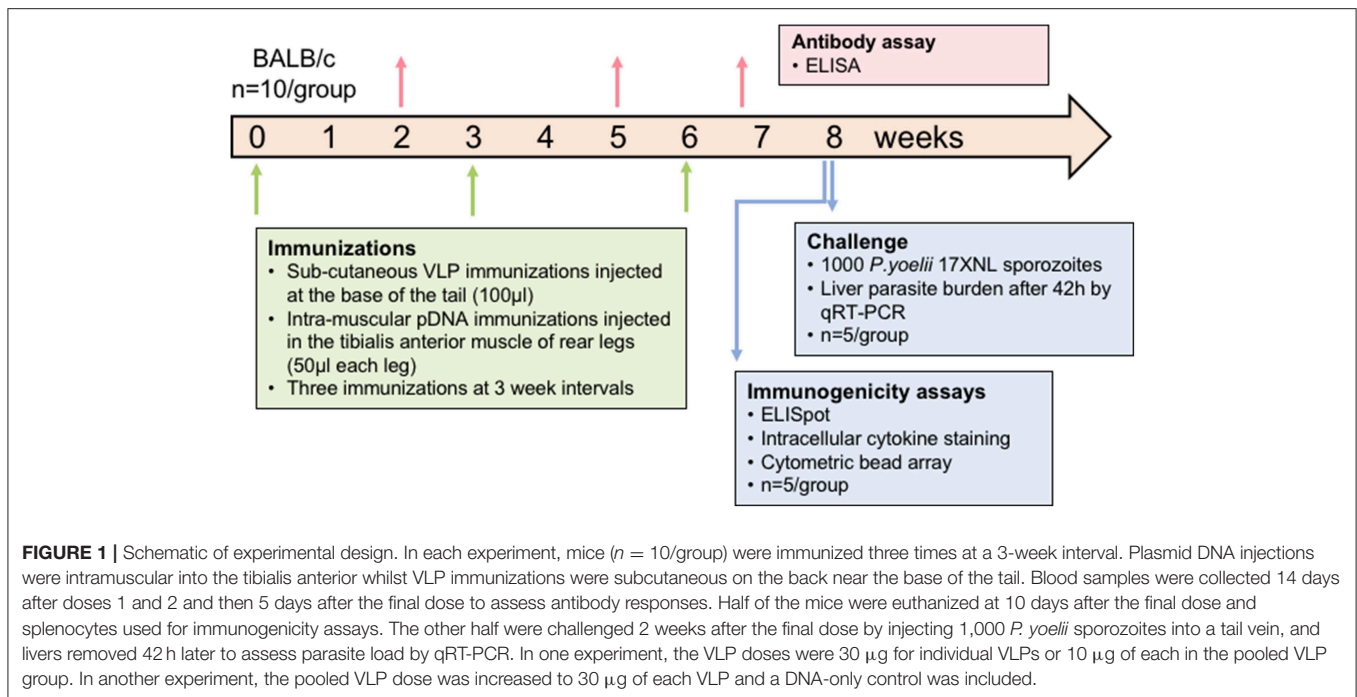 BALB/c
n=10/group
Antibody assay
• ELISA
0 1 2 3 4 5 6 7 8 weeks
Immunizations
• Sub-cutaneous VLP immunizations injected
at the base of the tail (100µl)
• Intra-muscular pDNA immunizations injected
in the tibialis anterior muscle of rear legs
(50µl each leg)
• Three immunizations at 3 week intervals
Challenge
• 1000 P.yoelii 17XNL sporozoites
• Liver parasite burden after 42h by
qRT-PCR
• n=5/group
Immunogenicity assays
• ELISpot
• Intracellular cytokine staining
• Cytometric bead array
• n=5/group
FIGURE 1 | Schematic of experimental design. In each experiment, mice (n = 10/group) were immunized three times at a 3-week interval. Plasmid DNA injections
were intramuscular into the tibialis anterior whilst VLP immunizations were subcutaneous on the back near the base of the tail. Blood samples were collected 14 days
after doses 1 and 2 and then 5 days after the final dose to assess antibody responses. Half of the mice were euthanized at 10 days after the final dose and
splenocytes used for immunogenicity assays. The other half were challenged 2 weeks after the final dose by injecting 1,000 P. yoelii sporozoites into a tail vein, and
livers removed 42 h later to assess parasite load by qRT-PCR. In one experiment, the VLP doses were 30 µg for individual VLPs or 10 µg of each in the pooled VLP
group. In another experiment, the pooled VLP dose was increased to 30 µg of each VLP and a DNA-only control was included.